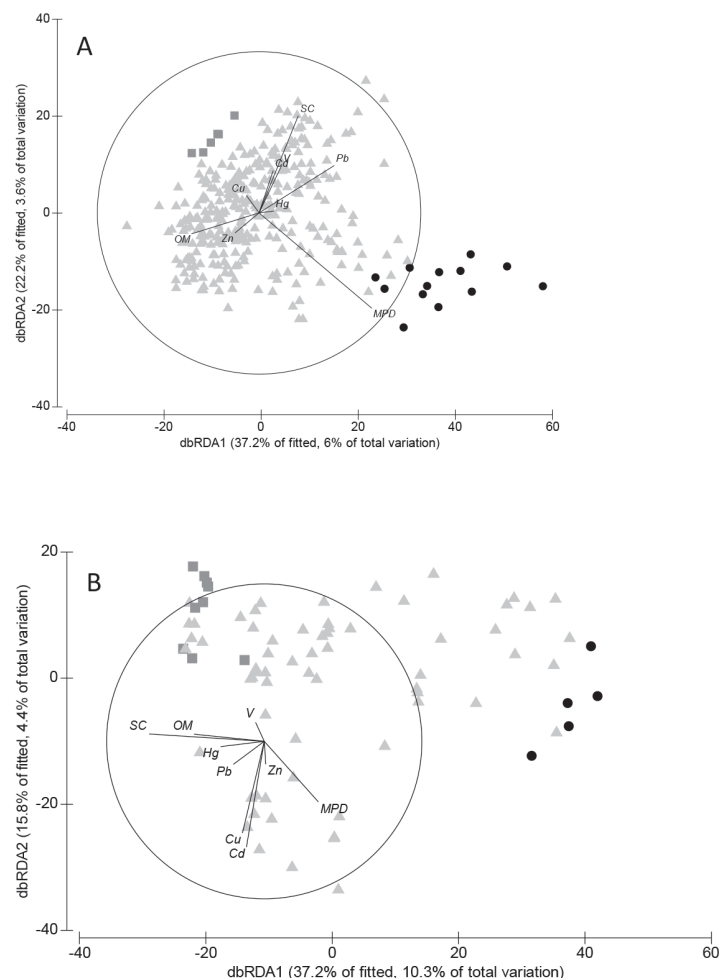 40
A
20
0
-20
-40
dbRDA2 (22.2% of fitted, 3.6% of total variation)
SC
V
Cd
Pb
Cu
Hg
OM
Zn
MPD
-40
-20
0
20
40
60
dbRDA1 (37.2% of fitted, 6% of total variation)
20
B
0
-20
-40
dbRDA2 (15.8% of fitted, 4.4% of total variation)
V
SC
OM
Hg
Pb
Zn
MPD
Cu
Cd
-40
-20
0
20
40
60
dbRDA1 (37.2% of fitted, 10.3% of total variation)